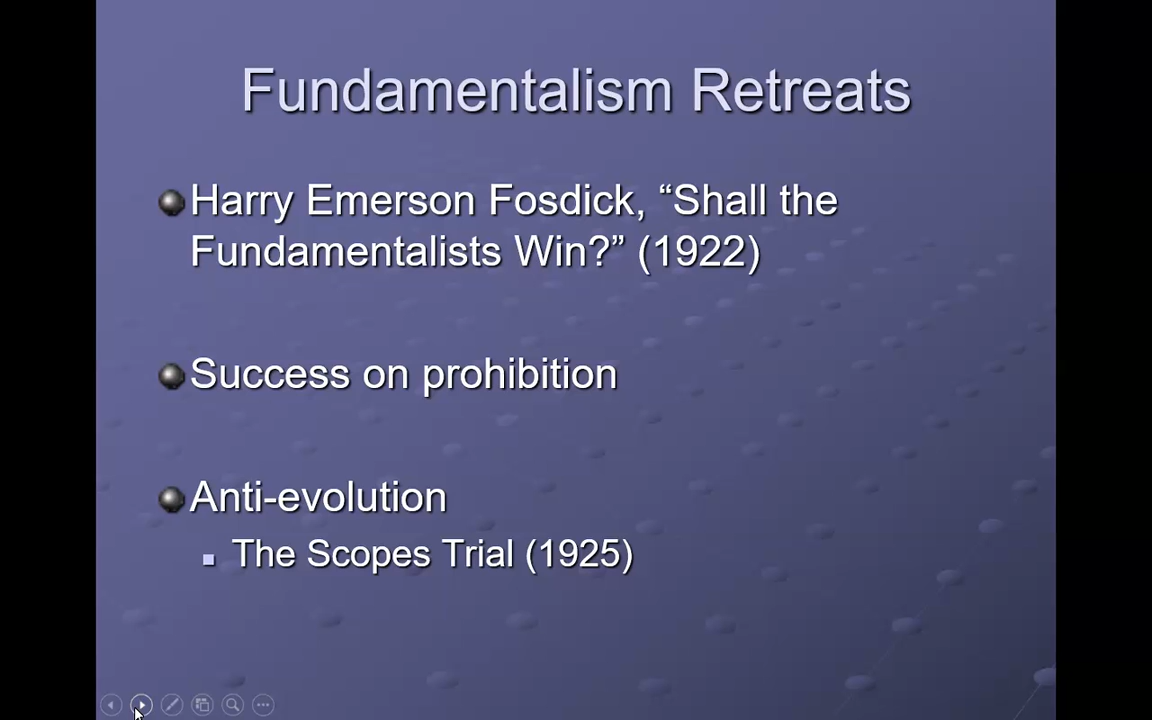 Fundamentalism Retreats
Harry Emerson Fosdick, “Shall the
Fundamentalists Win?” (1922)
Success on prohibition
Anti-evolution
The Scopes Trial (1925)